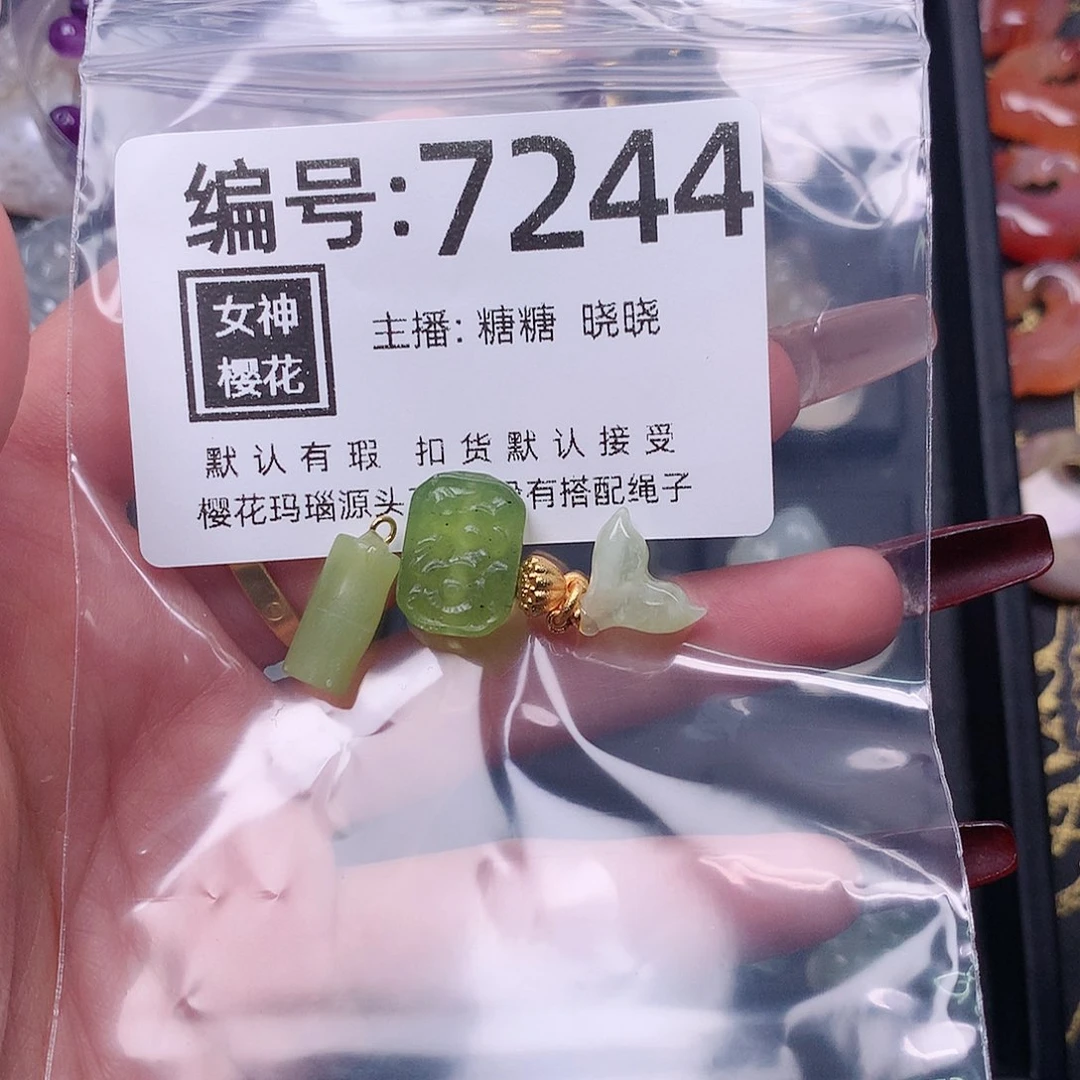 编号:7244
女神
樱花
主播: 糖糖 晓晓
默认有瑕 扣货默认接受
樱花玛瑙源头 有搭配绳子